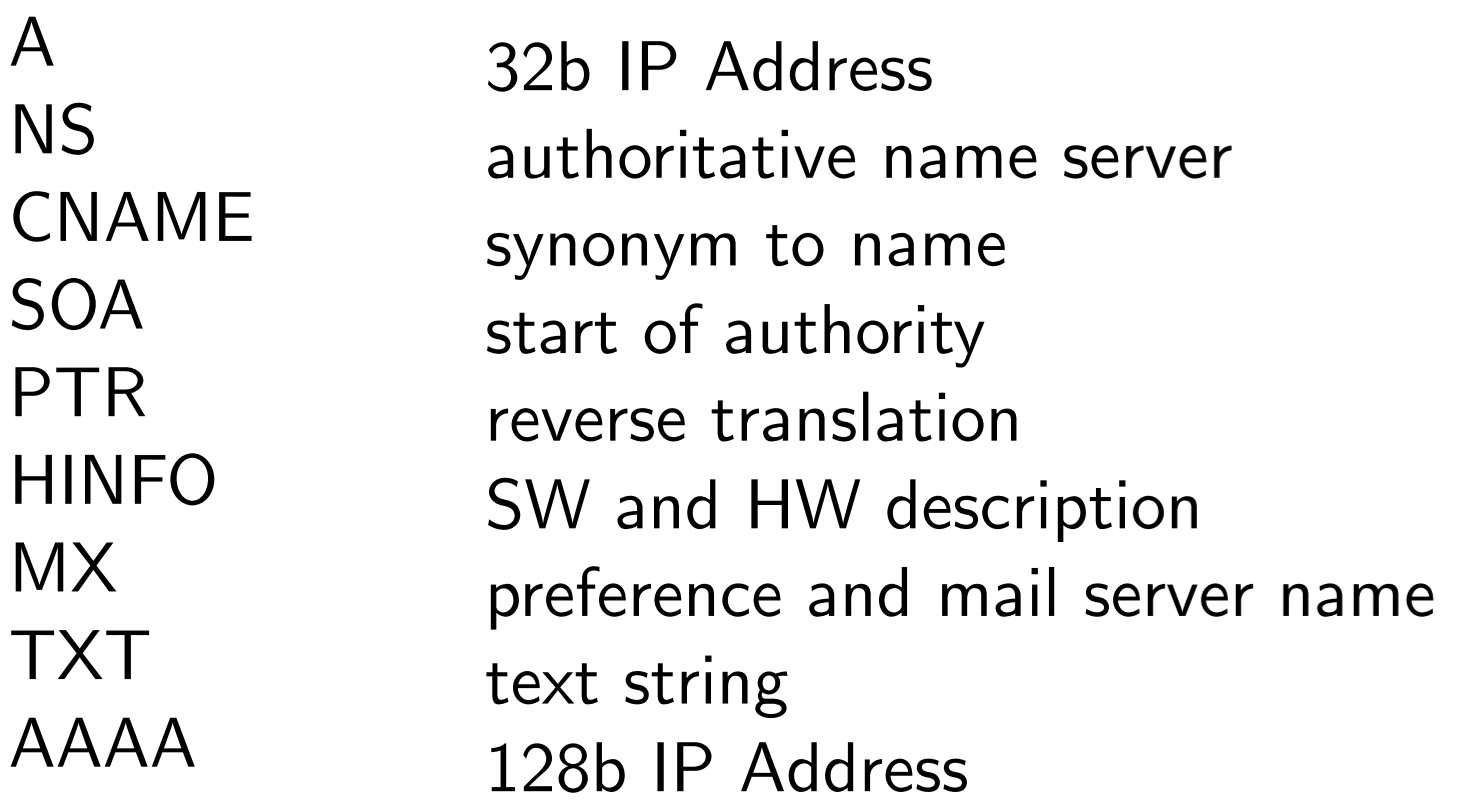 A 32b IP Address
NS authoritative name server
CNAME synonym to name
SOA start of authority
PTR reverse translation
HINFO SW and HW description
MX preference and mail server name
TXT text string
AAAA 128b IP Address